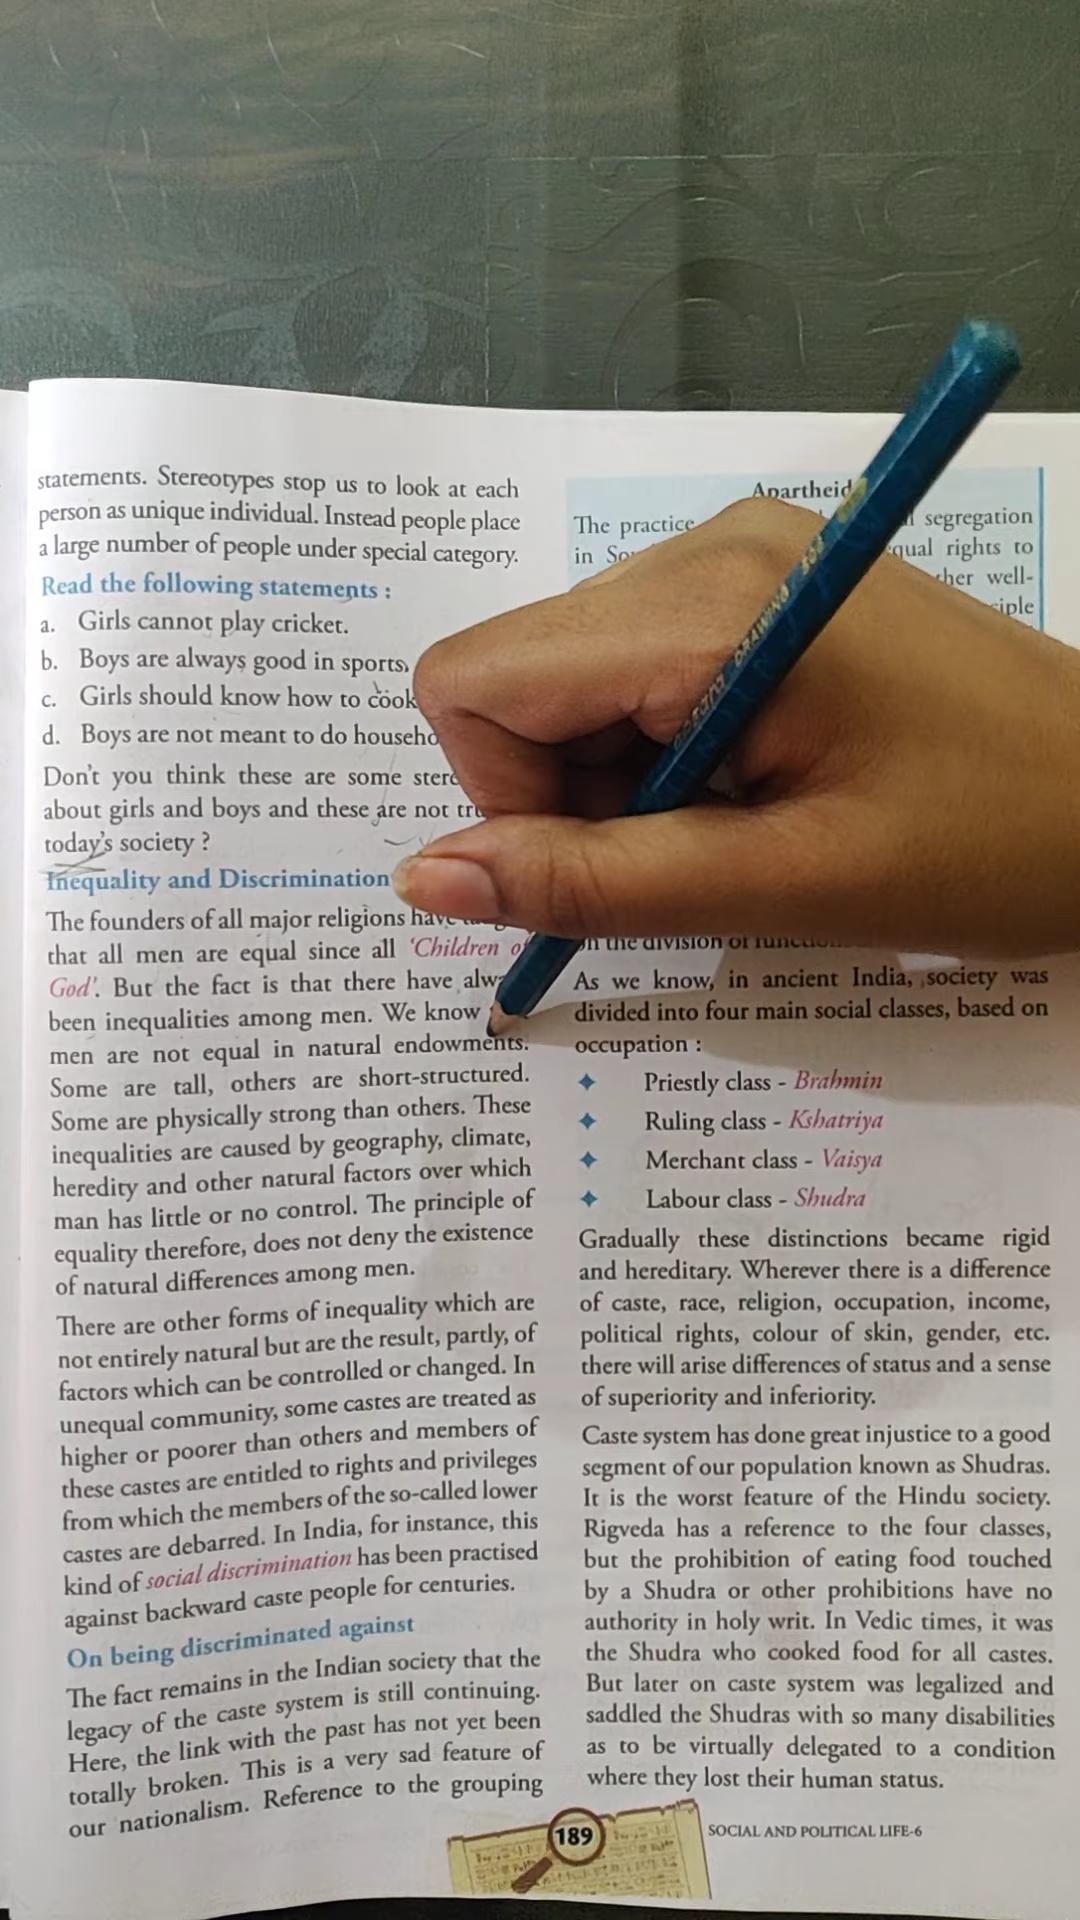 statements. Stereotypes stop us to look at each
person as unique individual. Instead people place
a large number of people under special category.
Read the following statements :
a. Girls cannot play cricket.
b. Boys are always good in sports
c. Girls should know how to cook
d. Boys are not meant to do
Don't you think these are some
about girls and boys and these are not
today's society ?
Inequality and Discrimination
The founders of all major religions have
that all men are equal since all 'Children of
God'. But the fact is that there have
been inequalities among men. We know
men are not equal in natural endowments.
Some are tall, others are short-structured.
Some are physically strong than others. These
inequalities are caused by geography, climate,
heredity and other natural factors over which
man has little or no control. The principle of
equality therefore, does not deny the existence
of natural differences among men.
There are other forms of inequality which are
not entirely natural but are the result, partly, of
factors which can be controlled or changed. In
unequal community, some castes are treated as
higher or poorer than others and members of
these castes are entitled to rights and privileges
from which the members of the so-called lower
castes are debarred. In India, for instance, this
kind of social discrimination has been practised
against backward caste people for centuries.
On being discriminated against
The fact remains in the Indian society that the
legacy of the caste system is still continuing.
Here, the link with the past has not yet been
totally broken. This is a very sad feature of
our nationalism. Reference to the grouping
Apartheid
The practice segregation
in equal rights to
well-
on the division of
As we know, in ancient India, society was
divided into four main social classes, based on
occupation :
✦ Priestly class - Brahmin
✦ Ruling class - Kshatriya
✦ Merchant class - Vaisya
✦ Labour class - Shudra
Gradually these distinctions became rigid
and hereditary. Wherever there is a difference
of caste, race, religion, occupation, income,
political rights, colour of skin, gender, etc.
there will arise differences of status and a sense
of superiority and inferiority.
Caste system has done great injustice to a good
segment of our population known as Shudras.
It is the worst feature of the Hindu society.
Rigveda has a reference to the four classes,
but the prohibition of eating food touched
by a Shudra or other prohibitions have no
authority in holy writ. In Vedic times, it was
the Shudra who cooked food for all castes.
But later on caste system was legalized and
saddled the Shudras with so many disabilities
as to be virtually delegated to a condition
where they lost their human status.
189
SOCIAL AND POLITICAL LIFE-6
DRAWING